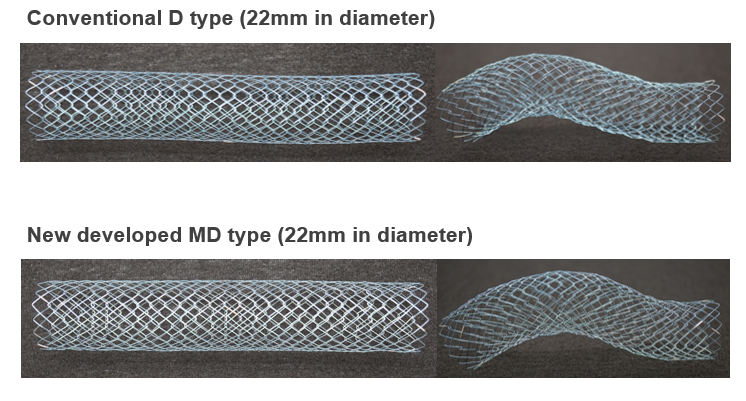 Conventional D type (22mm in diameter)
New developed MD type (22mm in diameter)